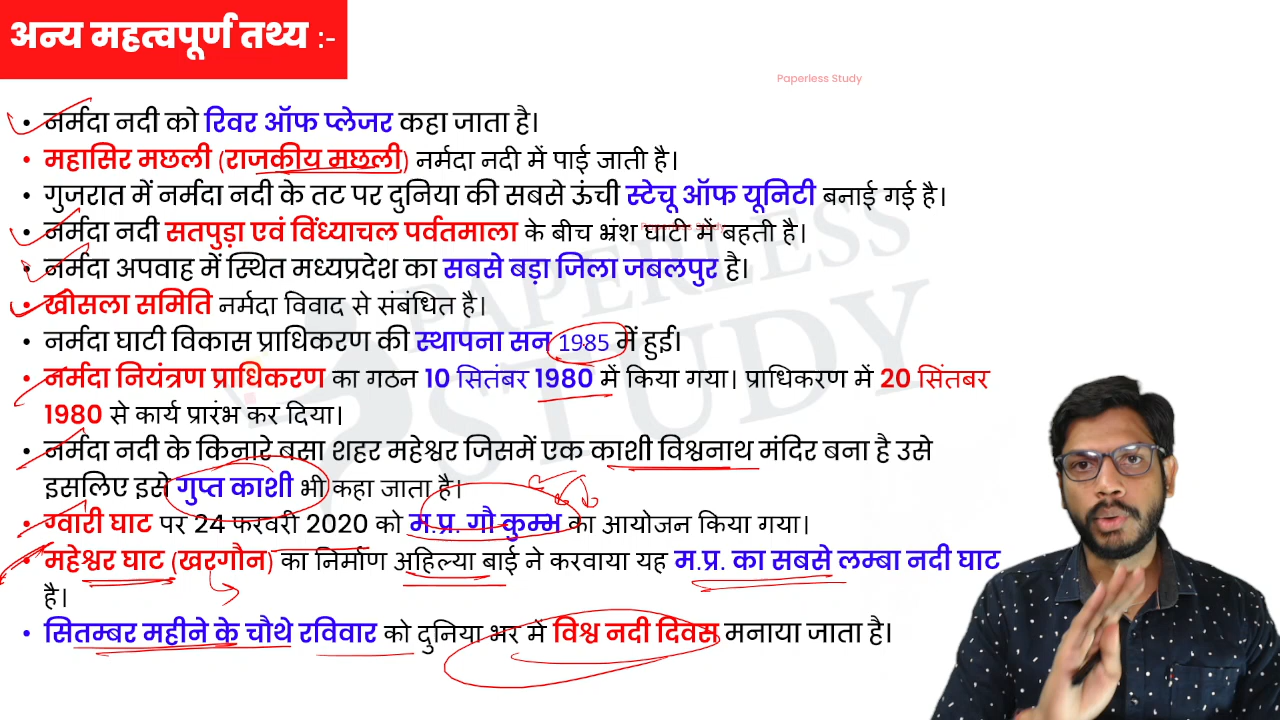 अन्य महत्वपूर्ण तथ्य :-
Paperless Study
• नर्मदा नदी को रिवर ऑफ प्लेजर कहा जाता है।
• महासिर मछली (राजकीय मछली) नर्मदा नदी में पाई जाती है।
• गुजरात में नर्मदा नदी के तट पर दुनिया की सबसे ऊंची स्टेचू ऑफ यूनिटी बनाई गई है।
• नर्मदा नदी सतपुड़ा एवं विंध्याचल पर्वतमाला के बीच भ्रंश घाटी में बहती है।
Paperless Study
• नर्मदा अपवाह में स्थित मध्यप्रदेश का सबसे बड़ा जिला जबलपुर है।
• खोसला समिति नर्मदा विवाद से संबंधित है।
• नर्मदा घाटी विकास प्राधिकरण की स्थापना सन 1985 में हुई।
• नर्मदा नियंत्रण प्राधिकरण का गठन 10 सितंबर 1980 में किया गया। प्राधिकरण में 20 सिंतबर
1980 से कार्य प्रारंभ कर दिया।
• नर्मदा नदी के किनारे बसा शहर महेश्वर जिसमें एक काशी विश्वनाथ मंदिर बना है उसे
इसलिए इसे गुप्त काशी भी कहा जाता है।
• ग्वारी घाट पर 24 फरवरी 2020 को म.प्र. गौ कुम्भ का आयोजन किया गया।
• महेश्वर घाट (खरगौन) का निर्माण अहिल्या बाई ने करवाया यह म.प्र. का सबसे लम्बा नदी घाट
है।
• सितम्बर महीने के चौथे रविवार को दुनिया भर में विश्व नदी दिवस मनाया जाता है।
PAPERLESS
STUDY